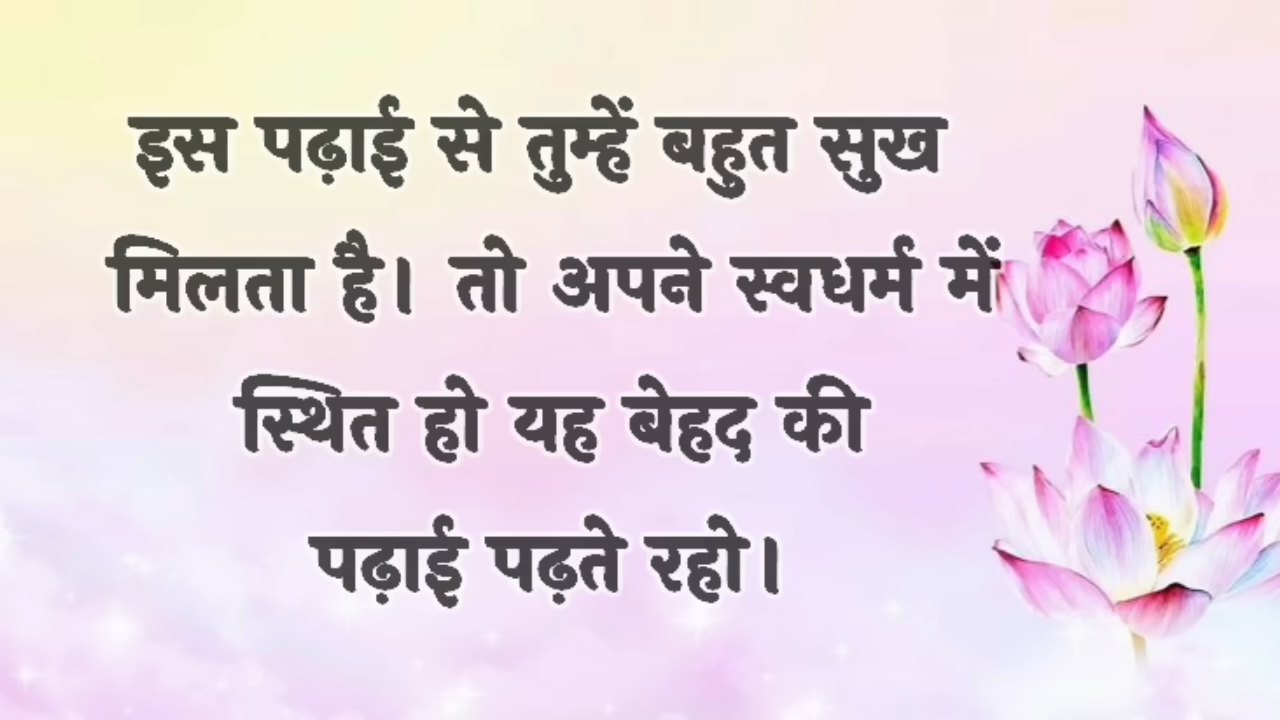 इस पढ़ाई से तुम्हें बहुत सुख
मिलता है। तो अपने स्वधर्म में
स्थित हो यह बेहद की
पढ़ाई पढ़ते रहो।